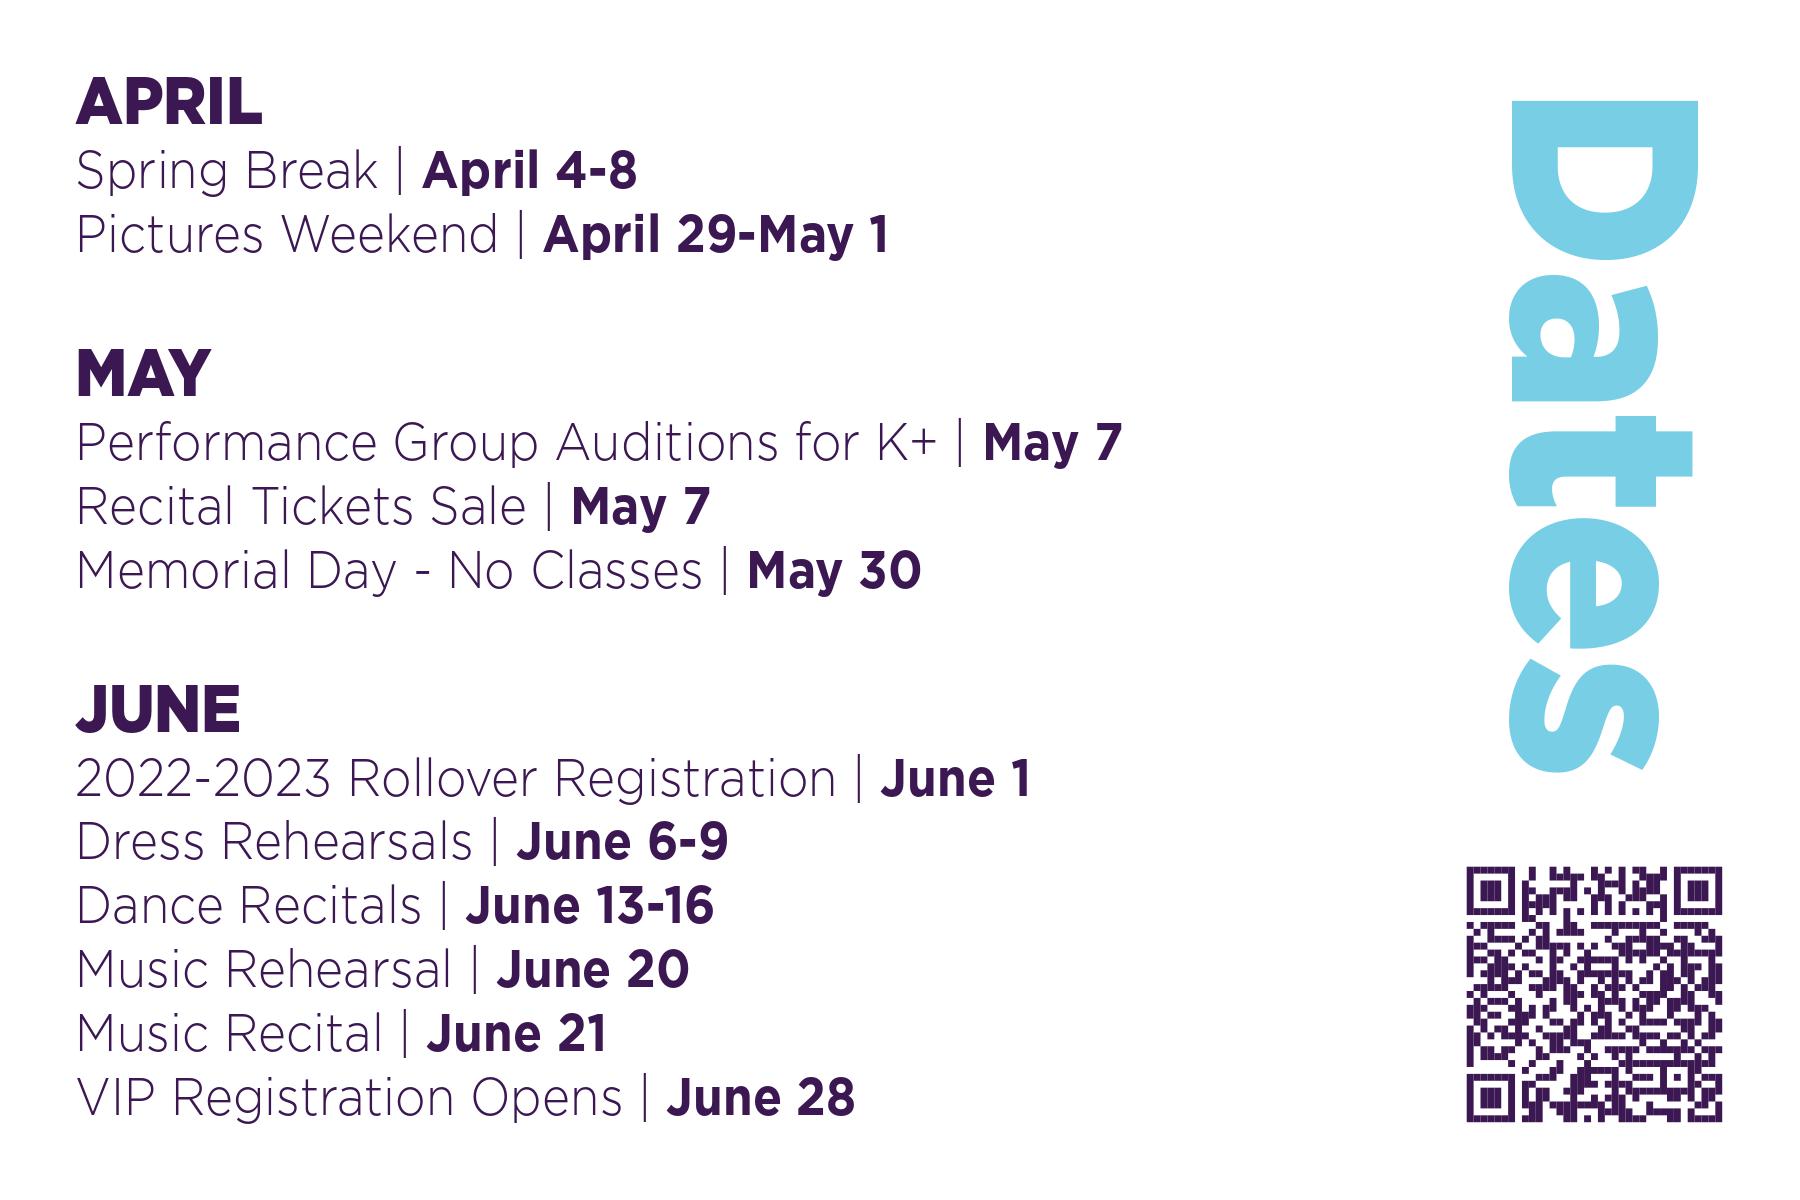 APRIL
Spring Break | April 4-8
Pictures Weekend | April 29-May 1
MAY
Performance Group Auditions for K+ | May 7
Recital Tickets Sale | May 7
Memorial Day - No Classes | May 30
JUNE
2022-2023 Rollover Registration | June 1
Dress Rehearsals | June 6-9
Dance Recitals | June 13-16
Music Rehearsal | June 20
Music Recital | June 21
VIP Registration Opens | June 28
Dates